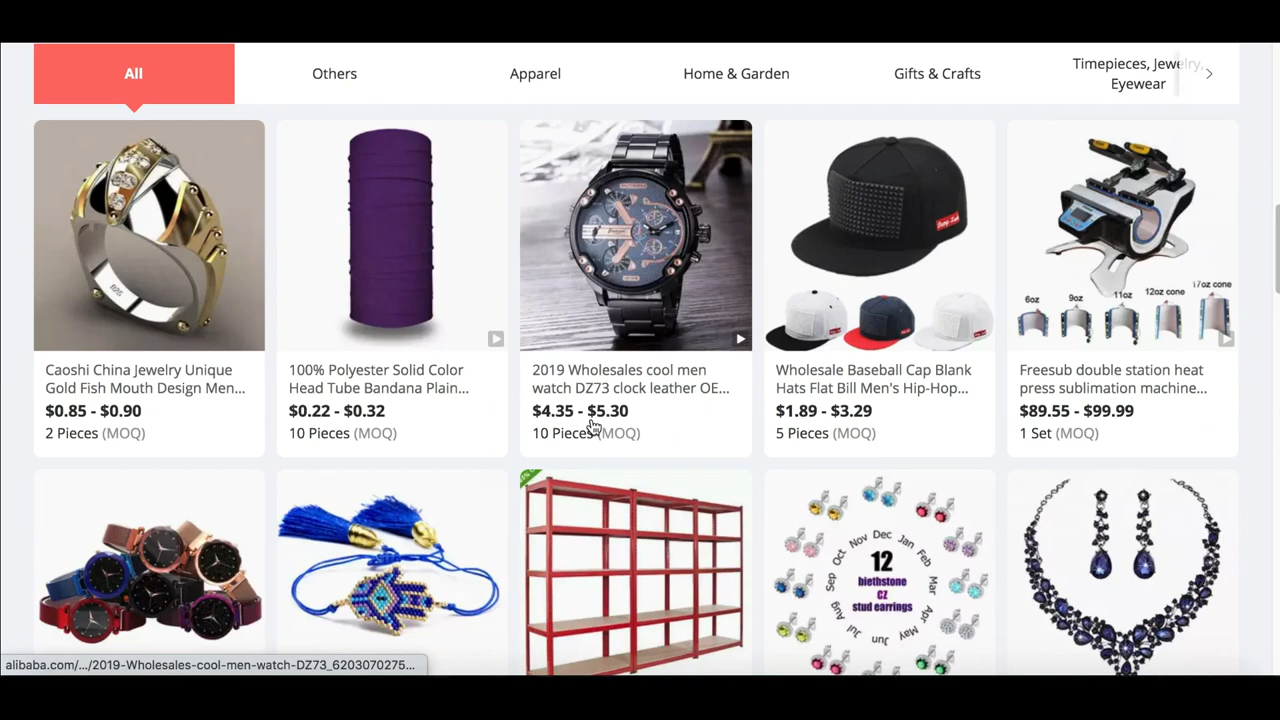 All
Others
Apparel
Home & Garden
Gifts & Crafts
Timepieces, Jewelry,
Eyewear
925
6oz
9oz
11oz
12oz cone
17oz cone
Caoshi China Jewelry Unique
Gold Fish Mouth Design Men...
$0.85 - $0.90
2 Pieces (MOQ)
100% Polyester Solid Color
Head Tube Bandana Plain...
$0.22 - $0.32
10 Pieces (MOQ)
2019 Wholesales cool men
watch DZ73 clock leather OE...
$4.35 - $5.30
10 Pieces (MOQ)
Wholesale Baseball Cap Blank
Hats Flat Bill Men's Hip-Hop...
$1.89 - $3.29
5 Pieces (MOQ)
Freesub double station heat
press sublimation machine...
$89.55 - $99.99
1 Set (MOQ)
Dec
Jan
Feb
Mar
Apr
May
Jun
Jul
Aug
Sep
Oct
Nov
12
biethstone
CZ
stud earrings
alibaba.com/.../2019-Wholesales-cool-men-watch-DZ73_6203070275...